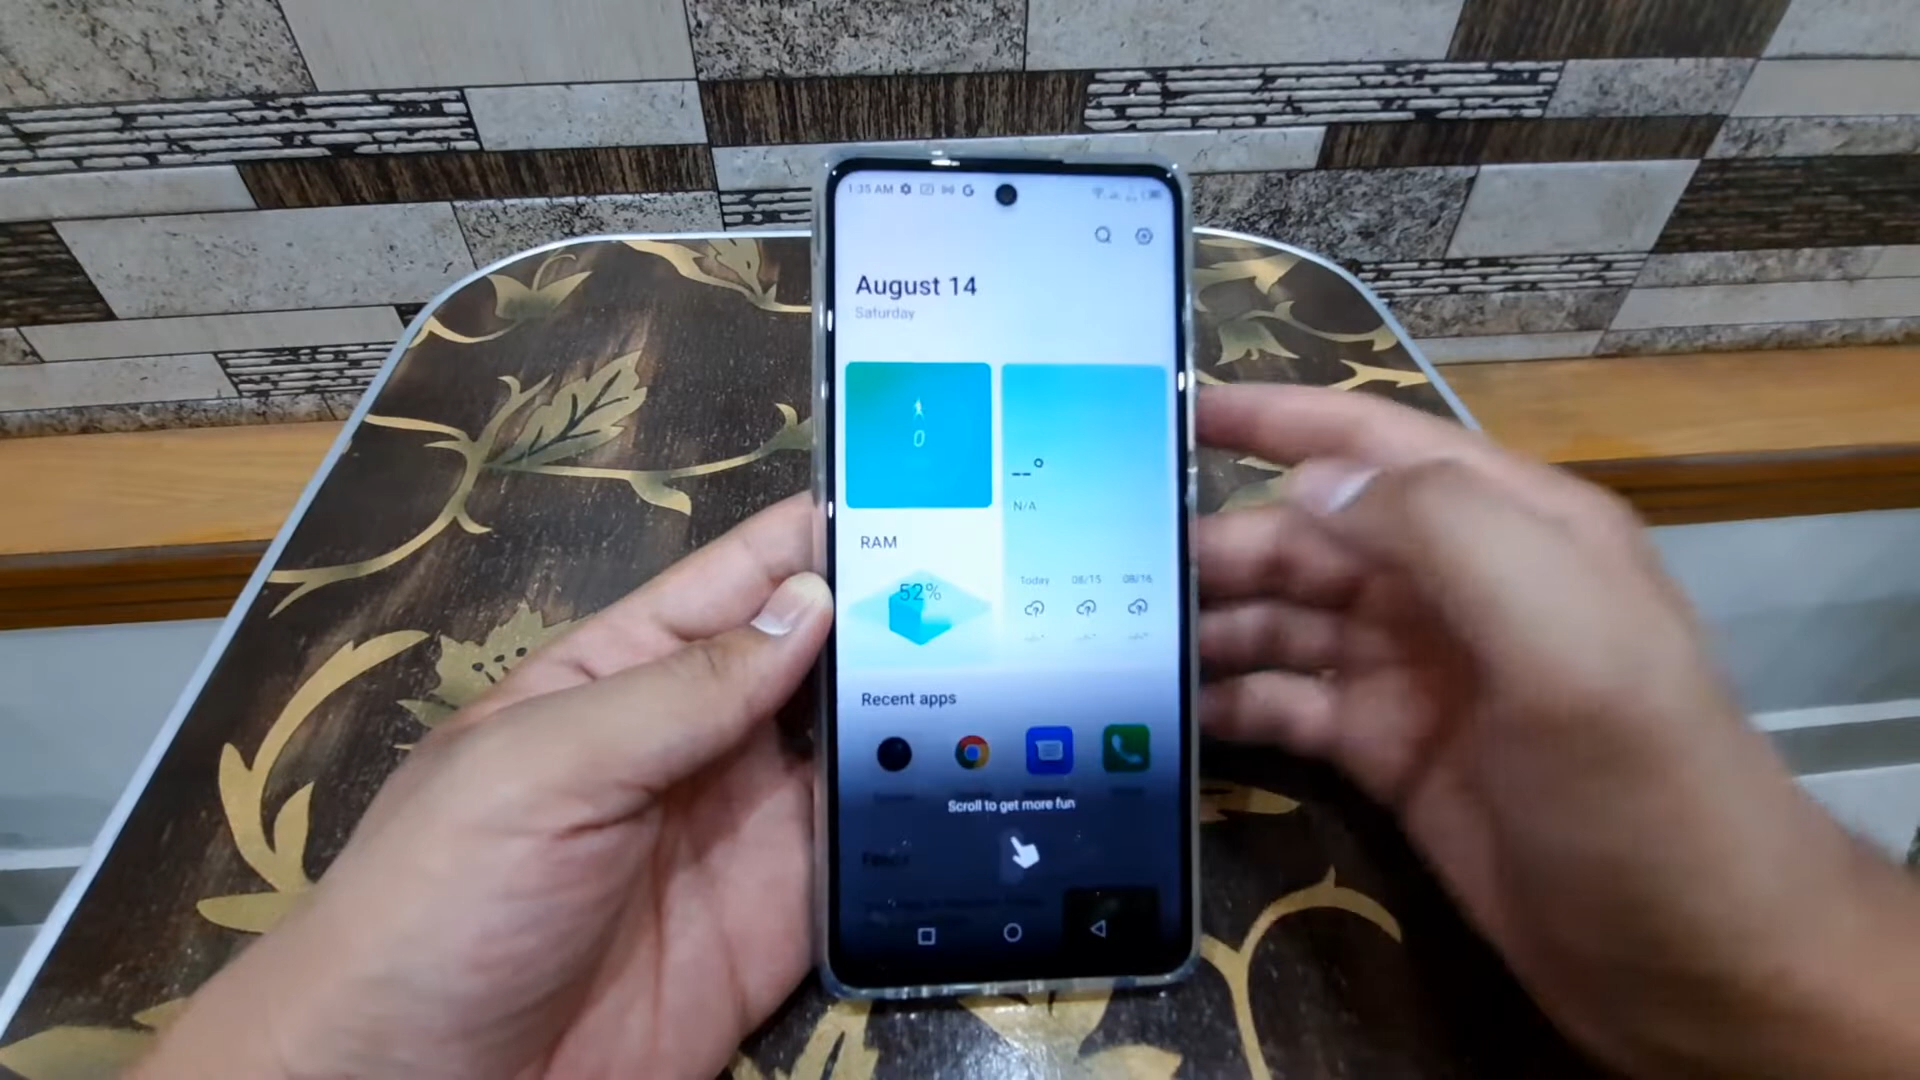 1:35 AM
August 14
Saturday
0
--°
N/A
RAM
52%
Today 08/15 08/16
Recent apps
Scroll to get more fun